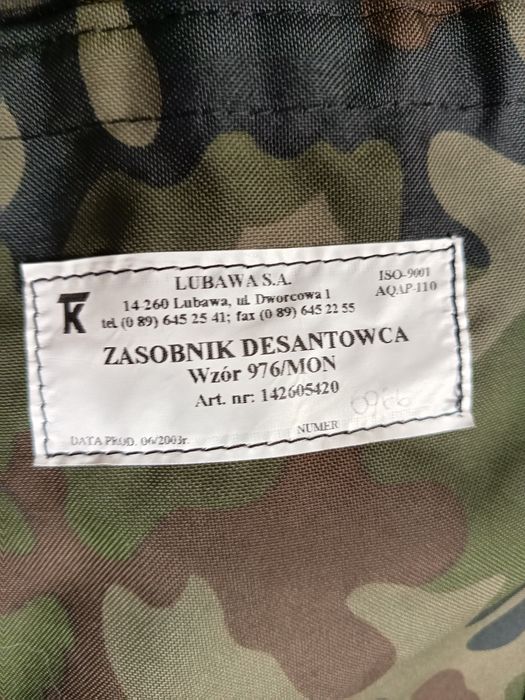 LUBAWA S.A.
14-260 Lubawa, ul. Dworcowa 1
tel. (0 89) 645 25 41; fax (0 89) 645 22 55
ISO-9001
AQAP-110
TK
ZASOBNIK DESANTOWCA
Wzór 976/MON
Art. nr: 142605420
DATA PROD. 06/2003r.
NUMER